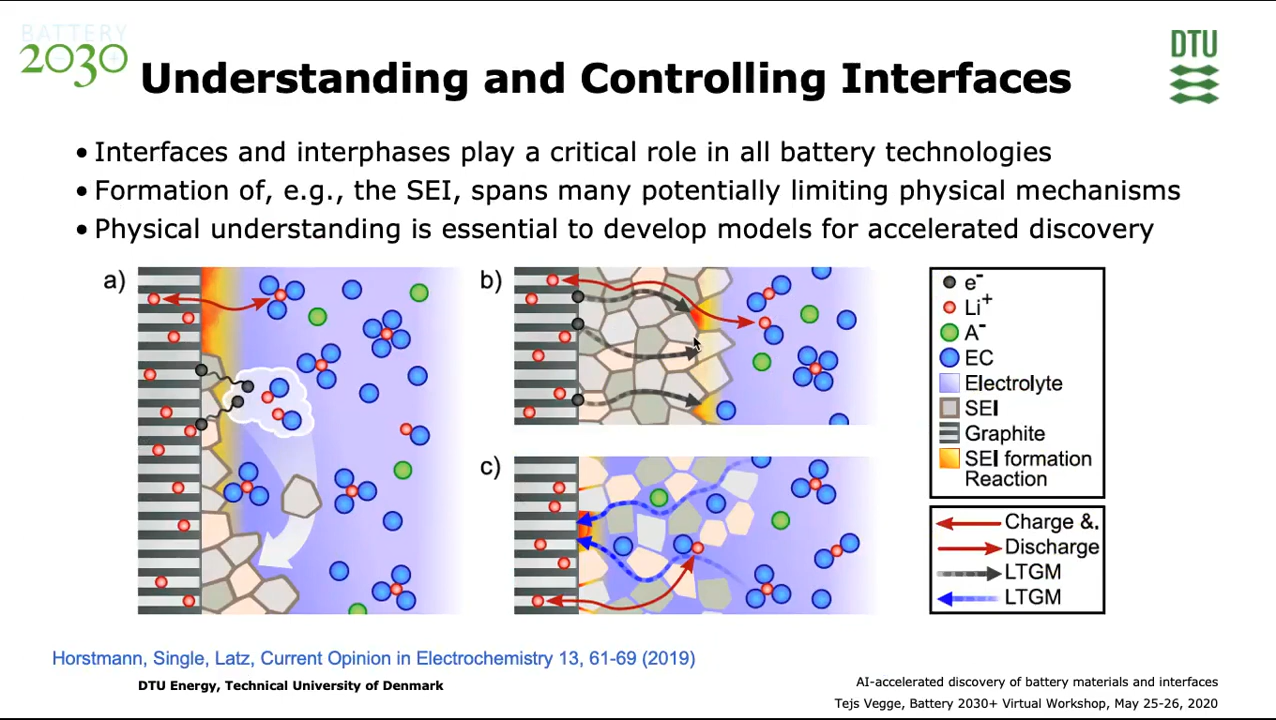 BATTERY
2030
DTU
Understanding and Controlling Interfaces
• Interfaces and interphases play a critical role in all battery technologies
• Formation of, e.g., the SEI, spans many potentially limiting physical mechanisms
• Physical understanding is essential to develop models for accelerated discovery
a)
b)
c)
e-
Li+
A-
EC
Electrolyte
SEI
Graphite
SEI formation
Reaction
Charge &.
Discharge
LTGM
LTGM
Horstmann, Single, Latz, Current Opinion in Electrochemistry 13, 61-69 (2019)
DTU Energy, Technical University of Denmark
AI-accelerated discovery of battery materials and interfaces
Tejs Vegge, Battery 2030+ Virtual Workshop, May 25-26, 2020